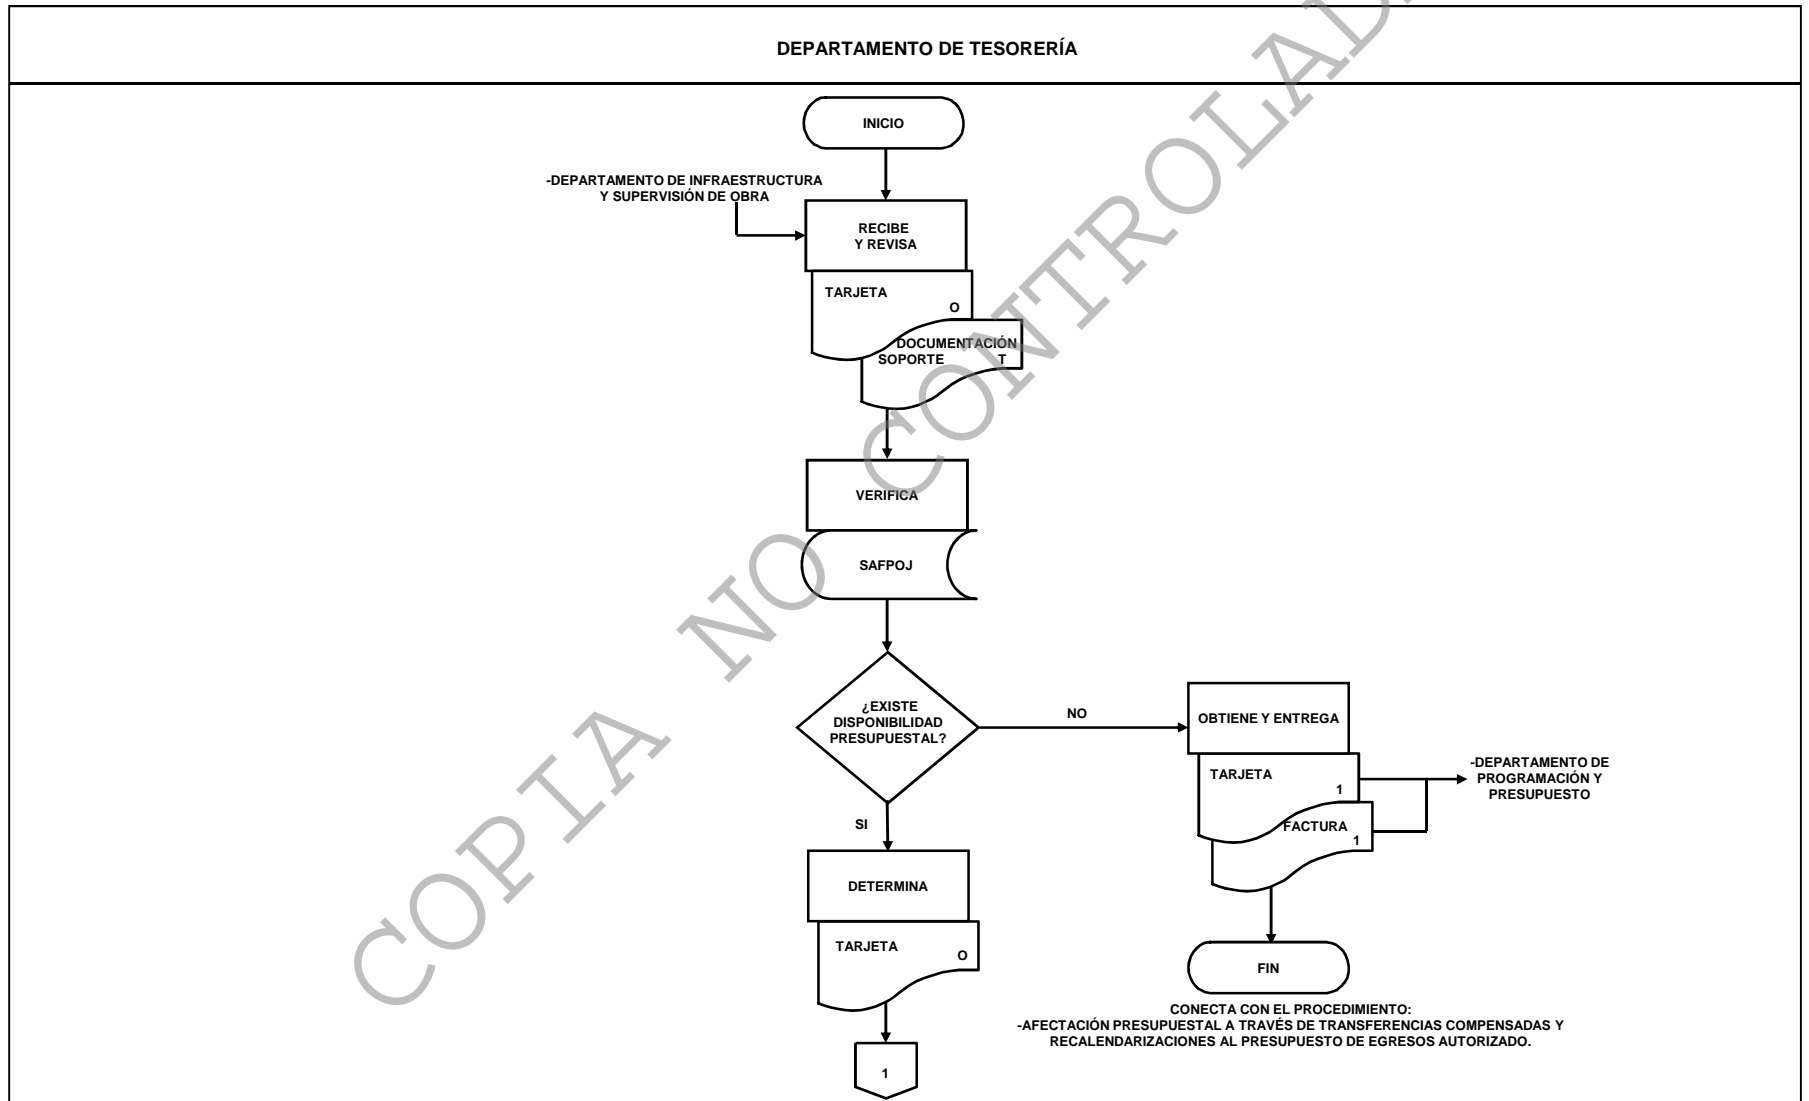 DEPARTAMENTO DE TESORERÍA
INICIO
-DEPARTAMENTO DE INFRAESTRUCTURA
Y SUPERVISIÓN DE OBRA
RECIBE
Y REVISA
TARJETA
O
DOCUMENTACIÓN
SOPORTE T
VERIFICA
SAFPOJ
¿EXISTE
DISPONIBILIDAD
PRESUPUESTAL?
NO
OBTIENE Y ENTREGA
TARJETA
1
FACTURA
1
-DEPARTAMENTO DE
PROGRAMACIÓN Y
PRESUPUESTO
SI
DETERMINA
TARJETA
O
1
FIN
CONECTA CON EL PROCEDIMIENTO:
-AFECTACIÓN PRESUPUESTAL A TRAVÉS DE TRANSFERENCIAS COMPENSADAS Y
RECALENDARIZACIONES AL PRESUPUESTO DE EGRESOS AUTORIZADO.
COPIA NO CONTROLAD